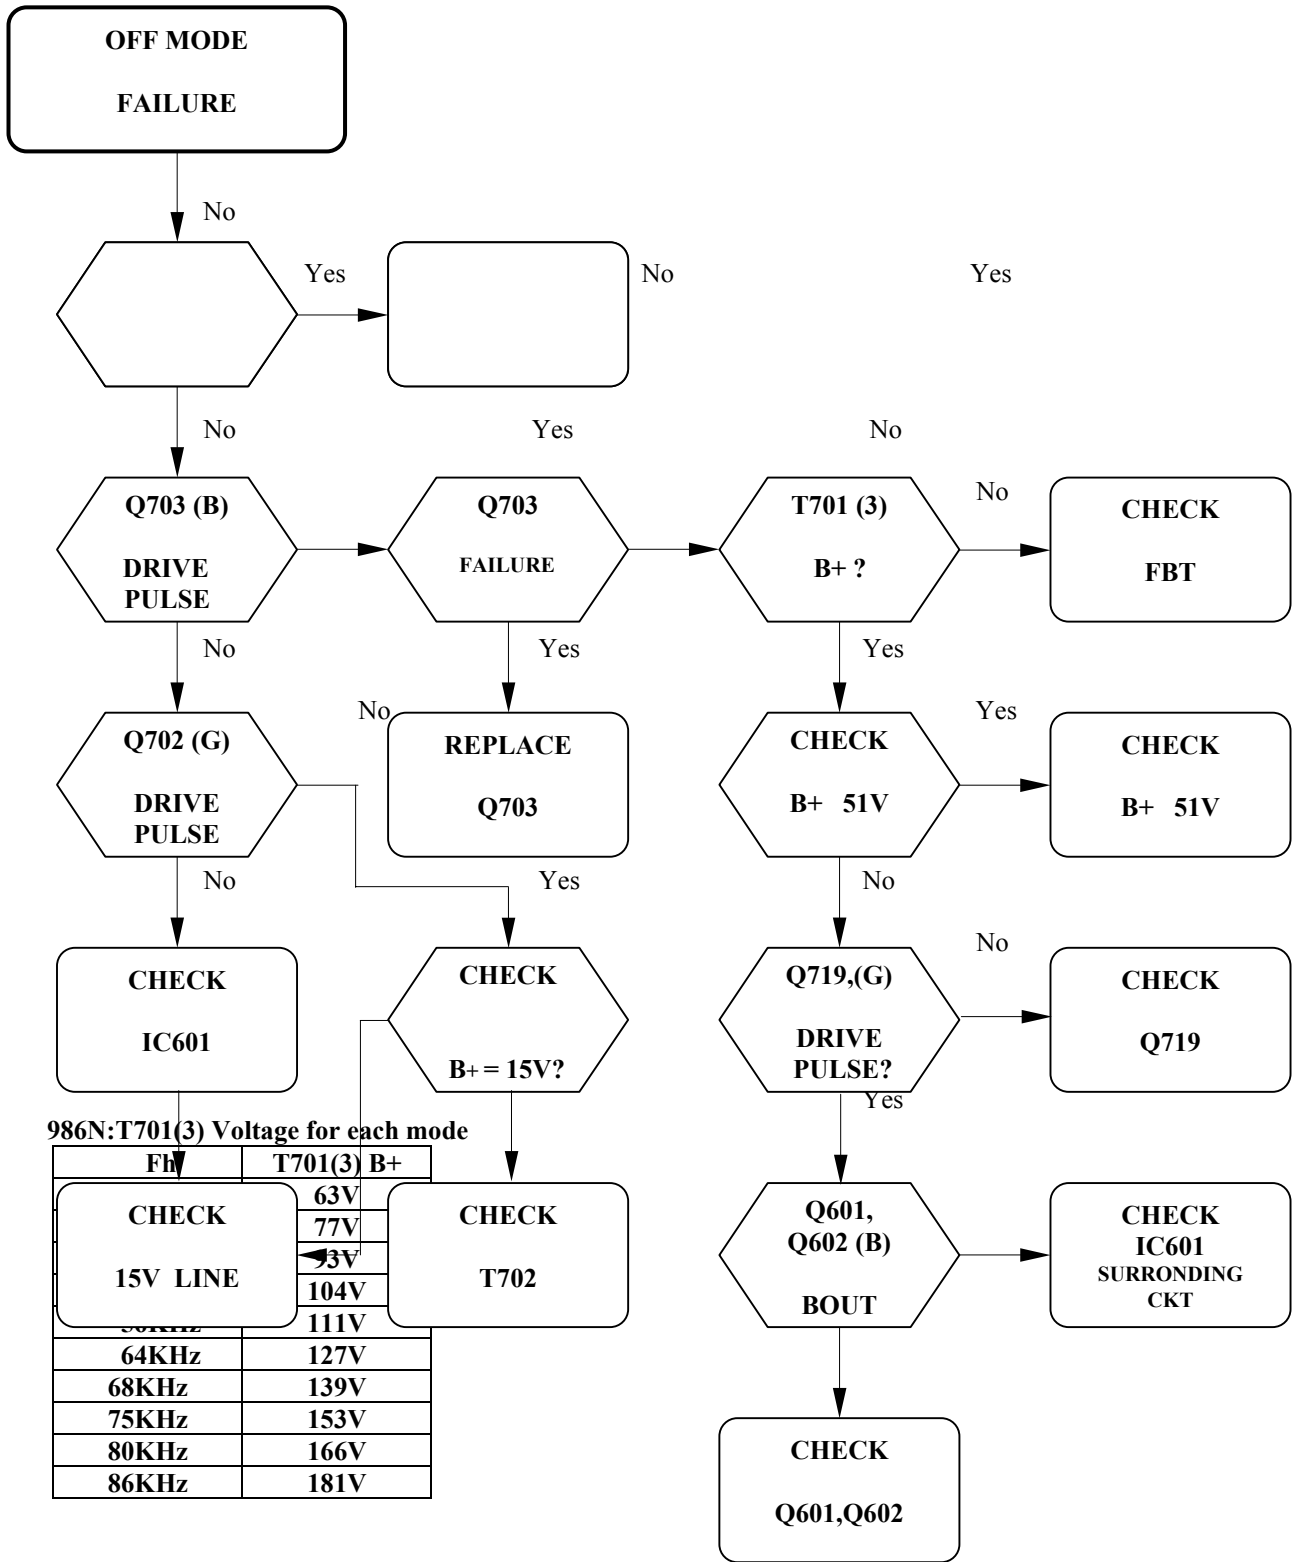 OFF MODE
FAILURE
No
Yes
No
Yes
No
Yes
No
Q703 (B)
DRIVE
PULSE
Q703
FAILURE
T701 (3)
B+ ?
No
CHECK
FBT
No
Yes
Yes
No
Q702 (G)
DRIVE
PULSE
REPLACE
Q703
CHECK
B+ 51V
Yes
CHECK
B+ 51V
No
Yes
No
CHECK
IC601
CHECK
B+ = 15V?
Q719,(G)
DRIVE
PULSE?
No
CHECK
Q719
Yes
986N:T701(3) Voltage for each mode
Fh T701(3) B+
63V
77V
93V
104V
111V
64KHz 127V
68KHz 139V
75KHz 153V
80KHz 166V
86KHz 181V
CHECK
15V LINE
CHECK
T702
Q601,
Q602 (B)
BOUT
CHECK
IC601
SURRONDING
CKT
CHECK
Q601,Q602